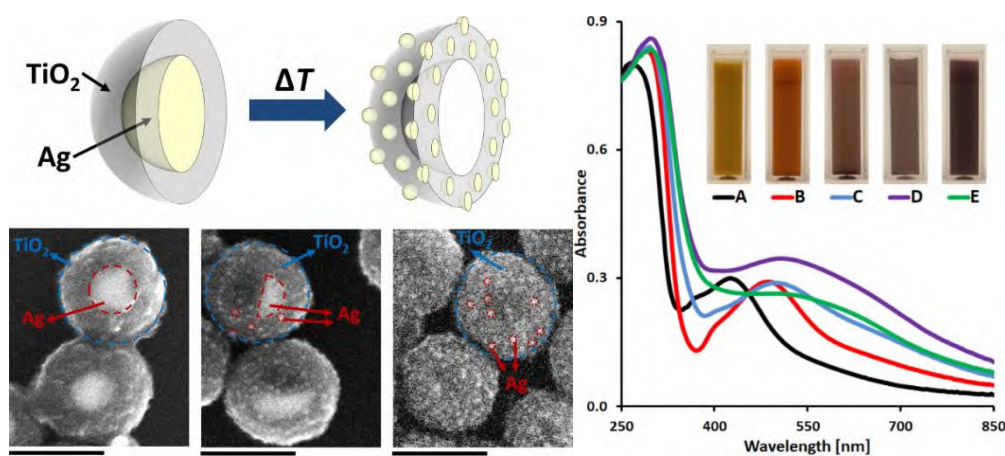 TiO2
Ag
ΔT
TiO2
Ag
TiO2
Ag
TiO2
Ag
Absorbance
0.9
0.6
0.3
0.0
A B C D E
250 400 550 700 850
Wavelength [nm]